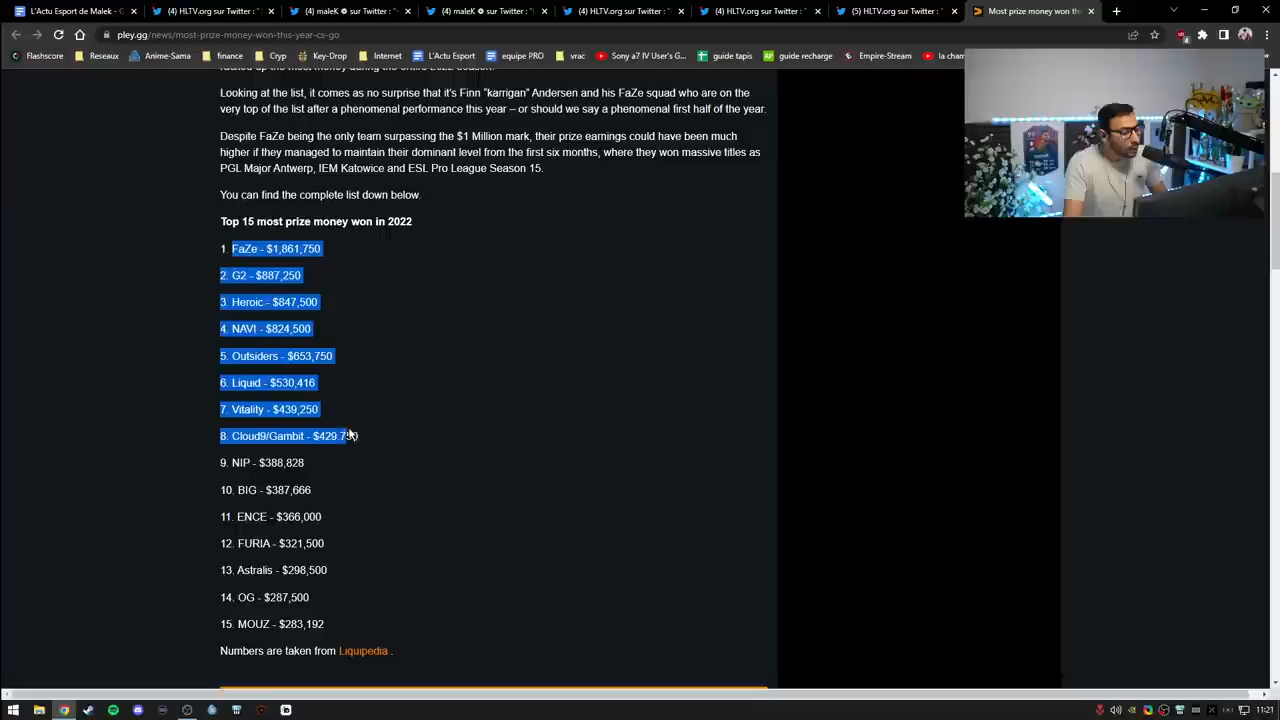 L'Actu Esport de Malek - G
(4) HLTV.org sur Twitter : "
(4) maleK sur Twitter : "
(4) maleK sur Twitter : "
(4) HLTV.org sur Twitter : "
(4) HLTV.org sur Twitter : "
(5) HLTV.org sur Twitter : "
Most prize money won this
pley.gg/news/most-prize-money-won-this-year-cs-go
Flashscore
Reseaux
Anime-Sama
finance
Cryp
Key-Drop
Internet
L'Actu Esport
equipe PRO
vrac
Sony a7 IV User's G...
guide tapis
guide recharge
Empire-Stream
la cham
Looking at the list, it comes as no surprise that it's Finn "karrigan" Andersen and his FaZe squad who are on the
very top of the list after a phenomenal performance this year – or should we say a phenomenal first half of the year.
Despite FaZe being the only team surpassing the $1 Million mark, their prize earnings could have been much
higher if they managed to maintain their dominant level from the first six months, where they won massive titles as
PGL Major Antwerp, IEM Katowice and ESL Pro League Season 15.
You can find the complete list down below.
Top 15 most prize money won in 2022
1. FaZe - $1,861,750
2. G2 - $887,250
3. Heroic - $847,500
4. NAVI - $824,500
5. Outsiders - $653,750
6. Liquid - $530,416
7. Vitality - $439,250
8. Cloud9/Gambit - $429.750
9. NIP - $388,828
10. BIG - $387,666
11. ENCE - $366,000
12. FURIA - $321,500
13. Astralis - $298,500
14. OG - $287,500
15. MOUZ - $283,192
Numbers are taken from Liquipedia .
11:21